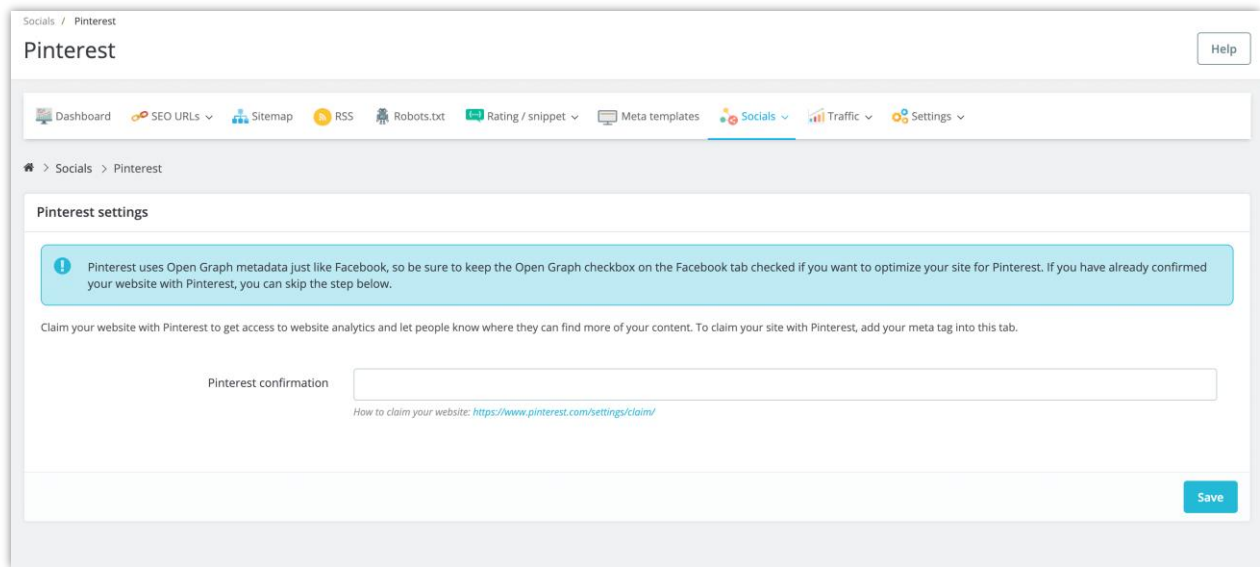 Socials / Pinterest
Pinterest
Help
Dashboard SEO URLs Sitemap RSS Robots.txt Rating / snippet Meta templates Socials Traffic Settings
> Socials > Pinterest
Pinterest settings
Pinterest uses Open Graph metadata just like Facebook, so be sure to keep the Open Graph checkbox on the Facebook tab checked if you want to optimize your site for Pinterest. If you have already confirmed
your website with Pinterest, you can skip the step below.
Claim your website with Pinterest to get access to website analytics and let people know where they can find more of your content. To claim your site with Pinterest, add your meta tag into this tab.
Pinterest confirmation
How to claim your website: https://www.pinterest.com/settings/claim/
Save